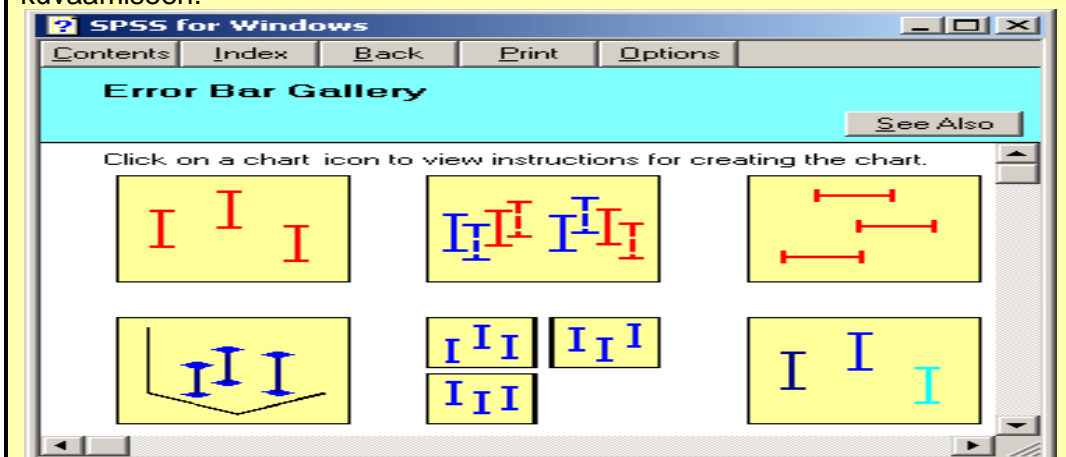 kuvaamiseen.
SPSS for Windows
Contents Index Back Print Options
Error Bar Gallery
See Also
Click on a chart icon to view instructions for creating the chart.